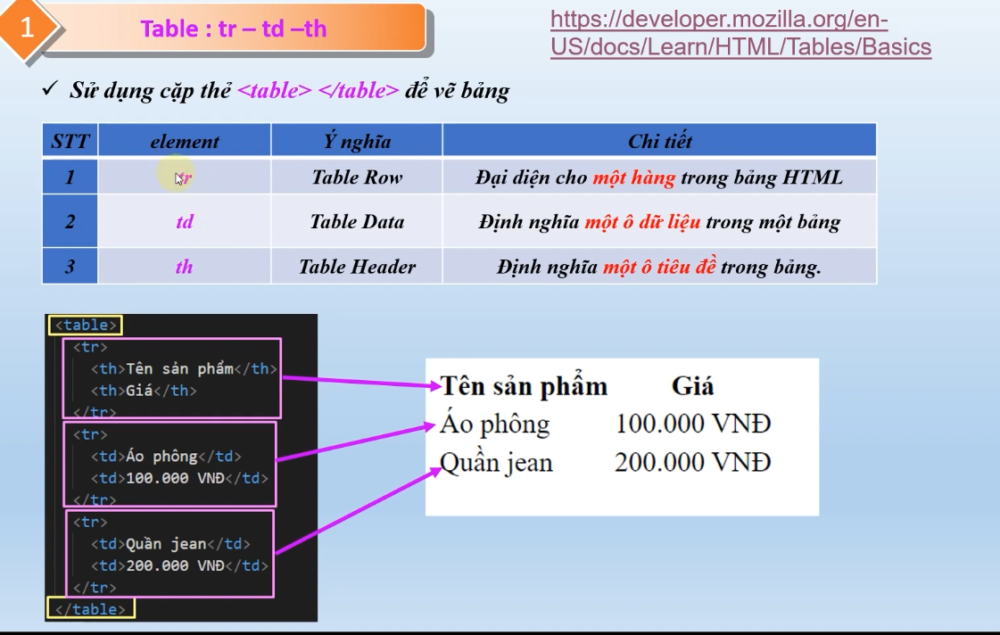 1
Table : tr – td –th
https://developer.mozilla.org/en-
US/docs/Learn/HTML/Tables/Basics
✓ Sử dụng cặp thẻ <table> </table> để vẽ bảng
STT element Ý nghĩa Chi tiết
1 tr Table Row Đại diện cho một hàng trong bảng HTML
2 td Table Data Định nghĩa một ô dữ liệu trong một bảng
3 th Table Header Định nghĩa một ô tiêu đề trong bảng.
<table>
<tr>
<th>Tên sản phẩm</th>
<th>Giá</th>
</tr>
<tr>
<td>Áo phông</td>
<td>100.000 VNĐ</td>
</tr>
<tr>
<td>Quần jean</td>
<td>200.000 VNĐ</td>
</tr>
</table>
Tên sản phẩm Giá
Áo phông 100.000 VNĐ
Quần jean 200.000 VNĐ